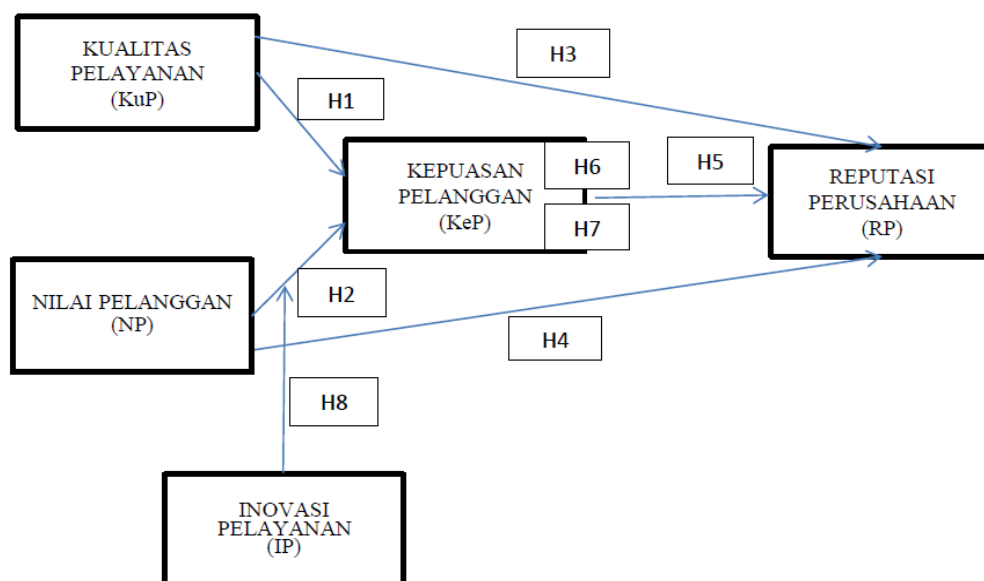 KUALITAS
PELAYANAN
(KuP)
H3
H1
KEPUASAN
PELANGGAN
(KeP)
H6
H7
H5
REPUTASI
PERUSAHAAN
(RP)
NILAI PELANGGAN
(NP)
H2
H4
H8
INOVASI
PELAYANAN
(IP)